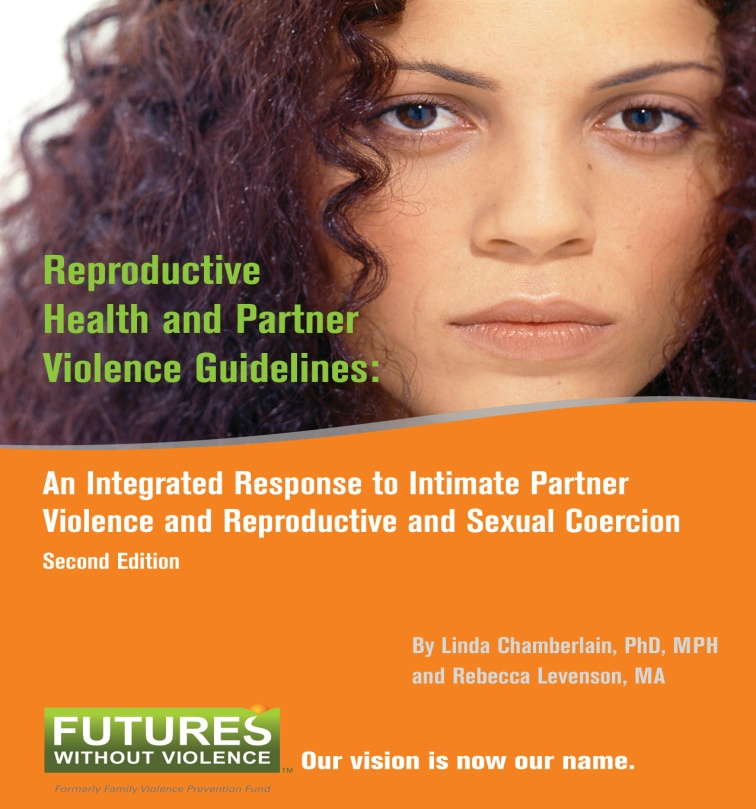 Reproductive
Health and Partner
Violence Guidelines:
An Integrated Response to Intimate Partner
Violence and Reproductive and Sexual Coercion
Second Edition
By Linda Chamberlain, PhD, MPH
and Rebecca Levenson, MA
FUTURES
WITHOUT VIOLENCE ™
Our vision is now our name.
Formerly Family Violence Prevention Fund